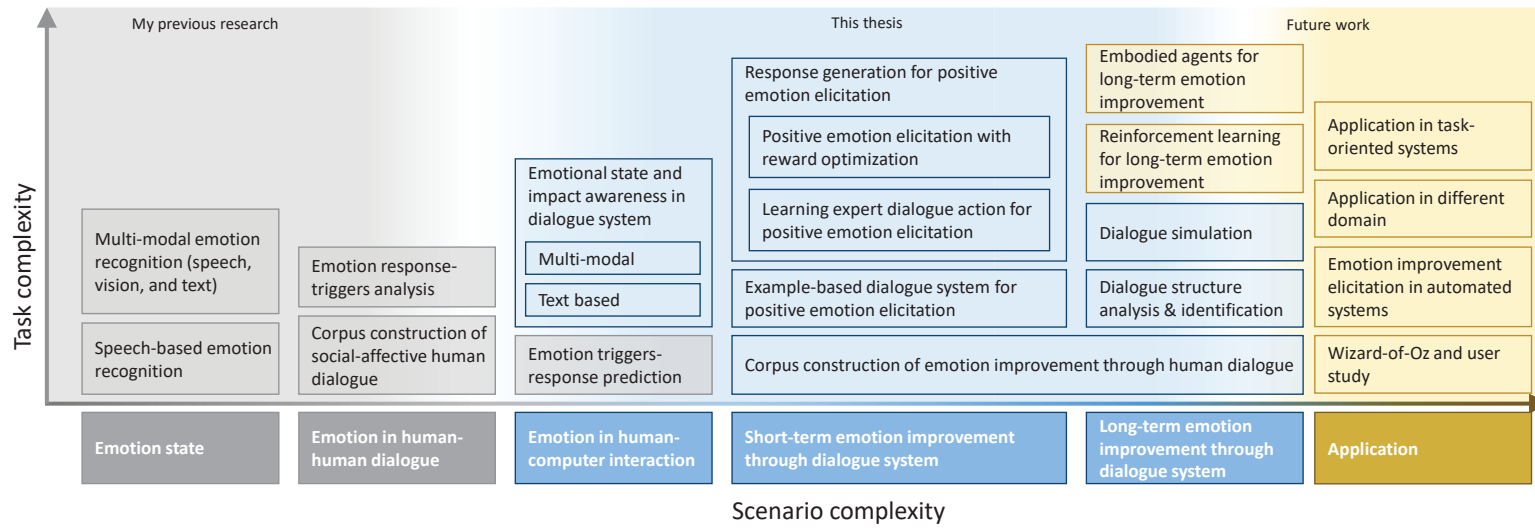 My previous research
This thesis
Future work
Task complexity
Multi-modal emotion
recognition (speech,
vision, and text)
Speech-based emotion
recognition
Emotion response-
triggers analysis
Corpus construction of
social-affective human
dialogue
Emotional state and
impact awareness in
dialogue system
Multi-modal
Text based
Emotion triggers-
response prediction
Response generation for positive
emotion elicitation
Positive emotion elicitation with
reward optimization
Learning expert dialogue action for
positive emotion elicitation
Example-based dialogue system for
positive emotion elicitation
Corpus construction of emotion improvement through human dialogue
Embodied agents for
long-term emotion
improvement
Reinforcement learning
for long-term emotion
improvement
Dialogue simulation
Dialogue structure
analysis & identification
Application in task-
oriented systems
Application in different
domain
Emotion improvement
elicitation in automated
systems
Wizard-of-Oz and user
study
Emotion state
Emotion in human-
human dialogue
Emotion in human-
computer interaction
Short-term emotion improvement
through dialogue system
Long-term emotion
improvement through
dialogue system
Application
Scenario complexity